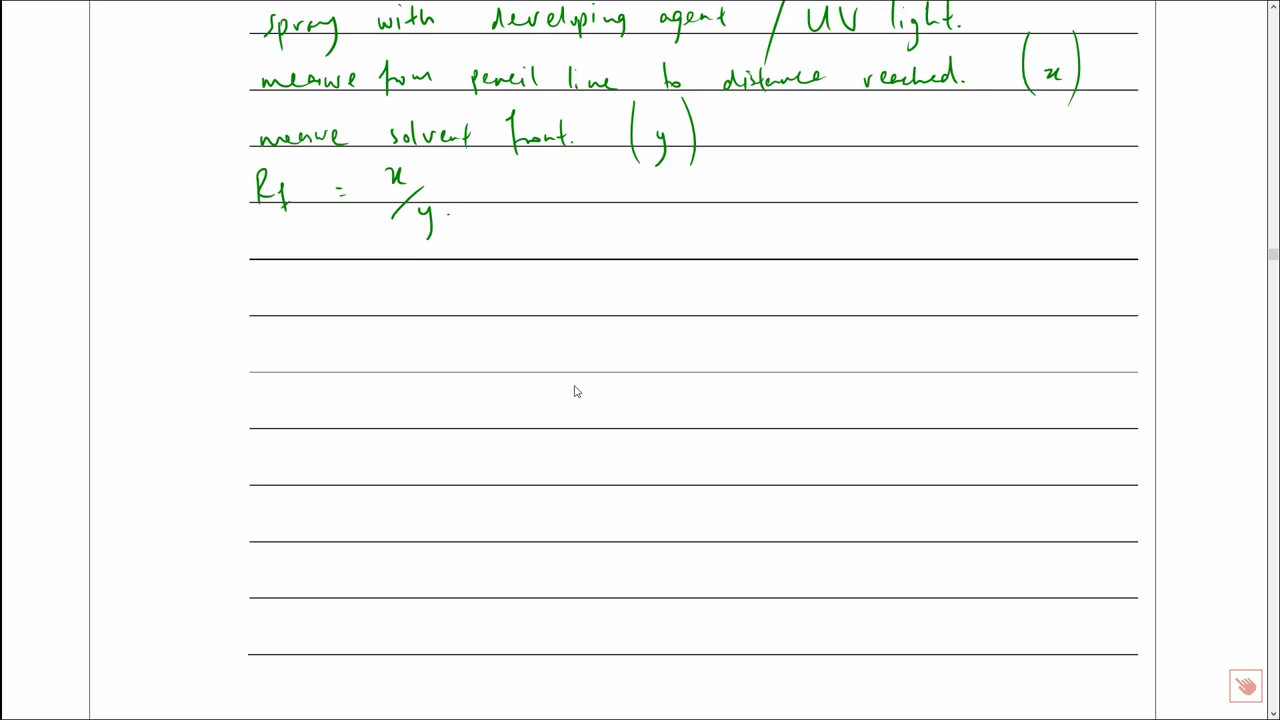 spray with developing agent / UV light.
measure from pencil line to distance reached. (x)
measure solvent front. (y)
Rf = x/y.